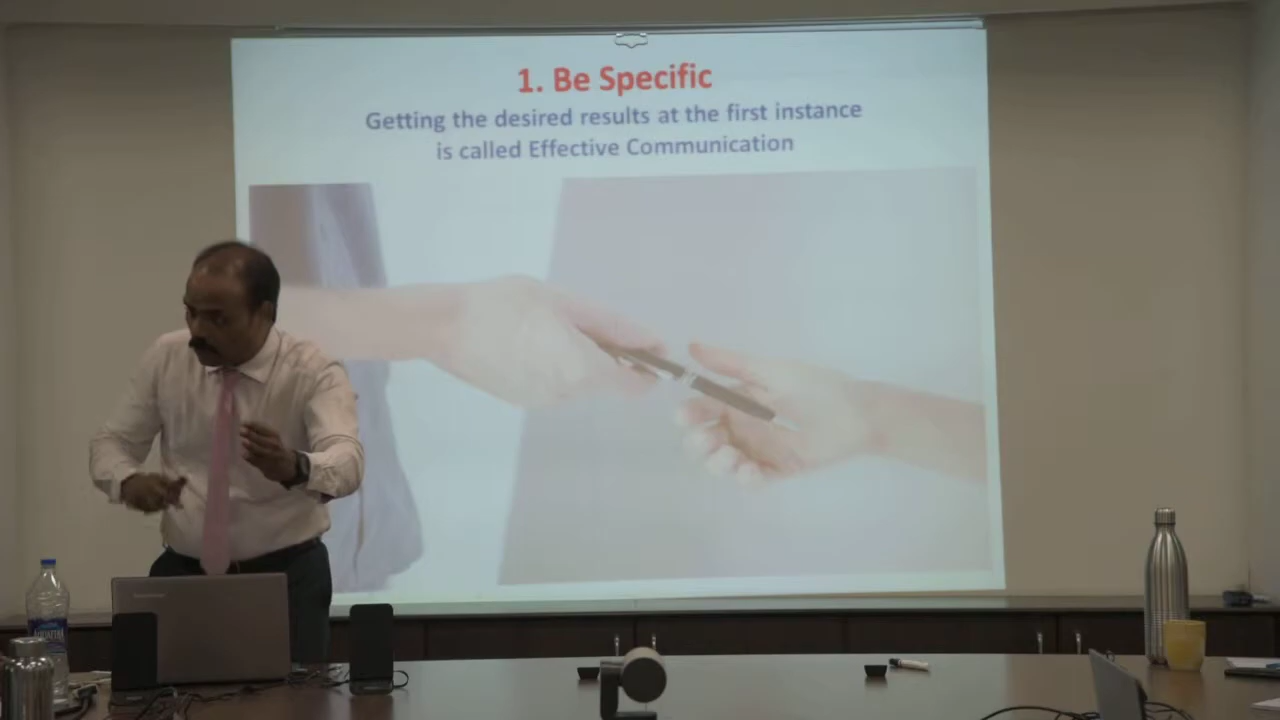 1. Be Specific
Getting the desired results at the first instance
is called Effective Communication